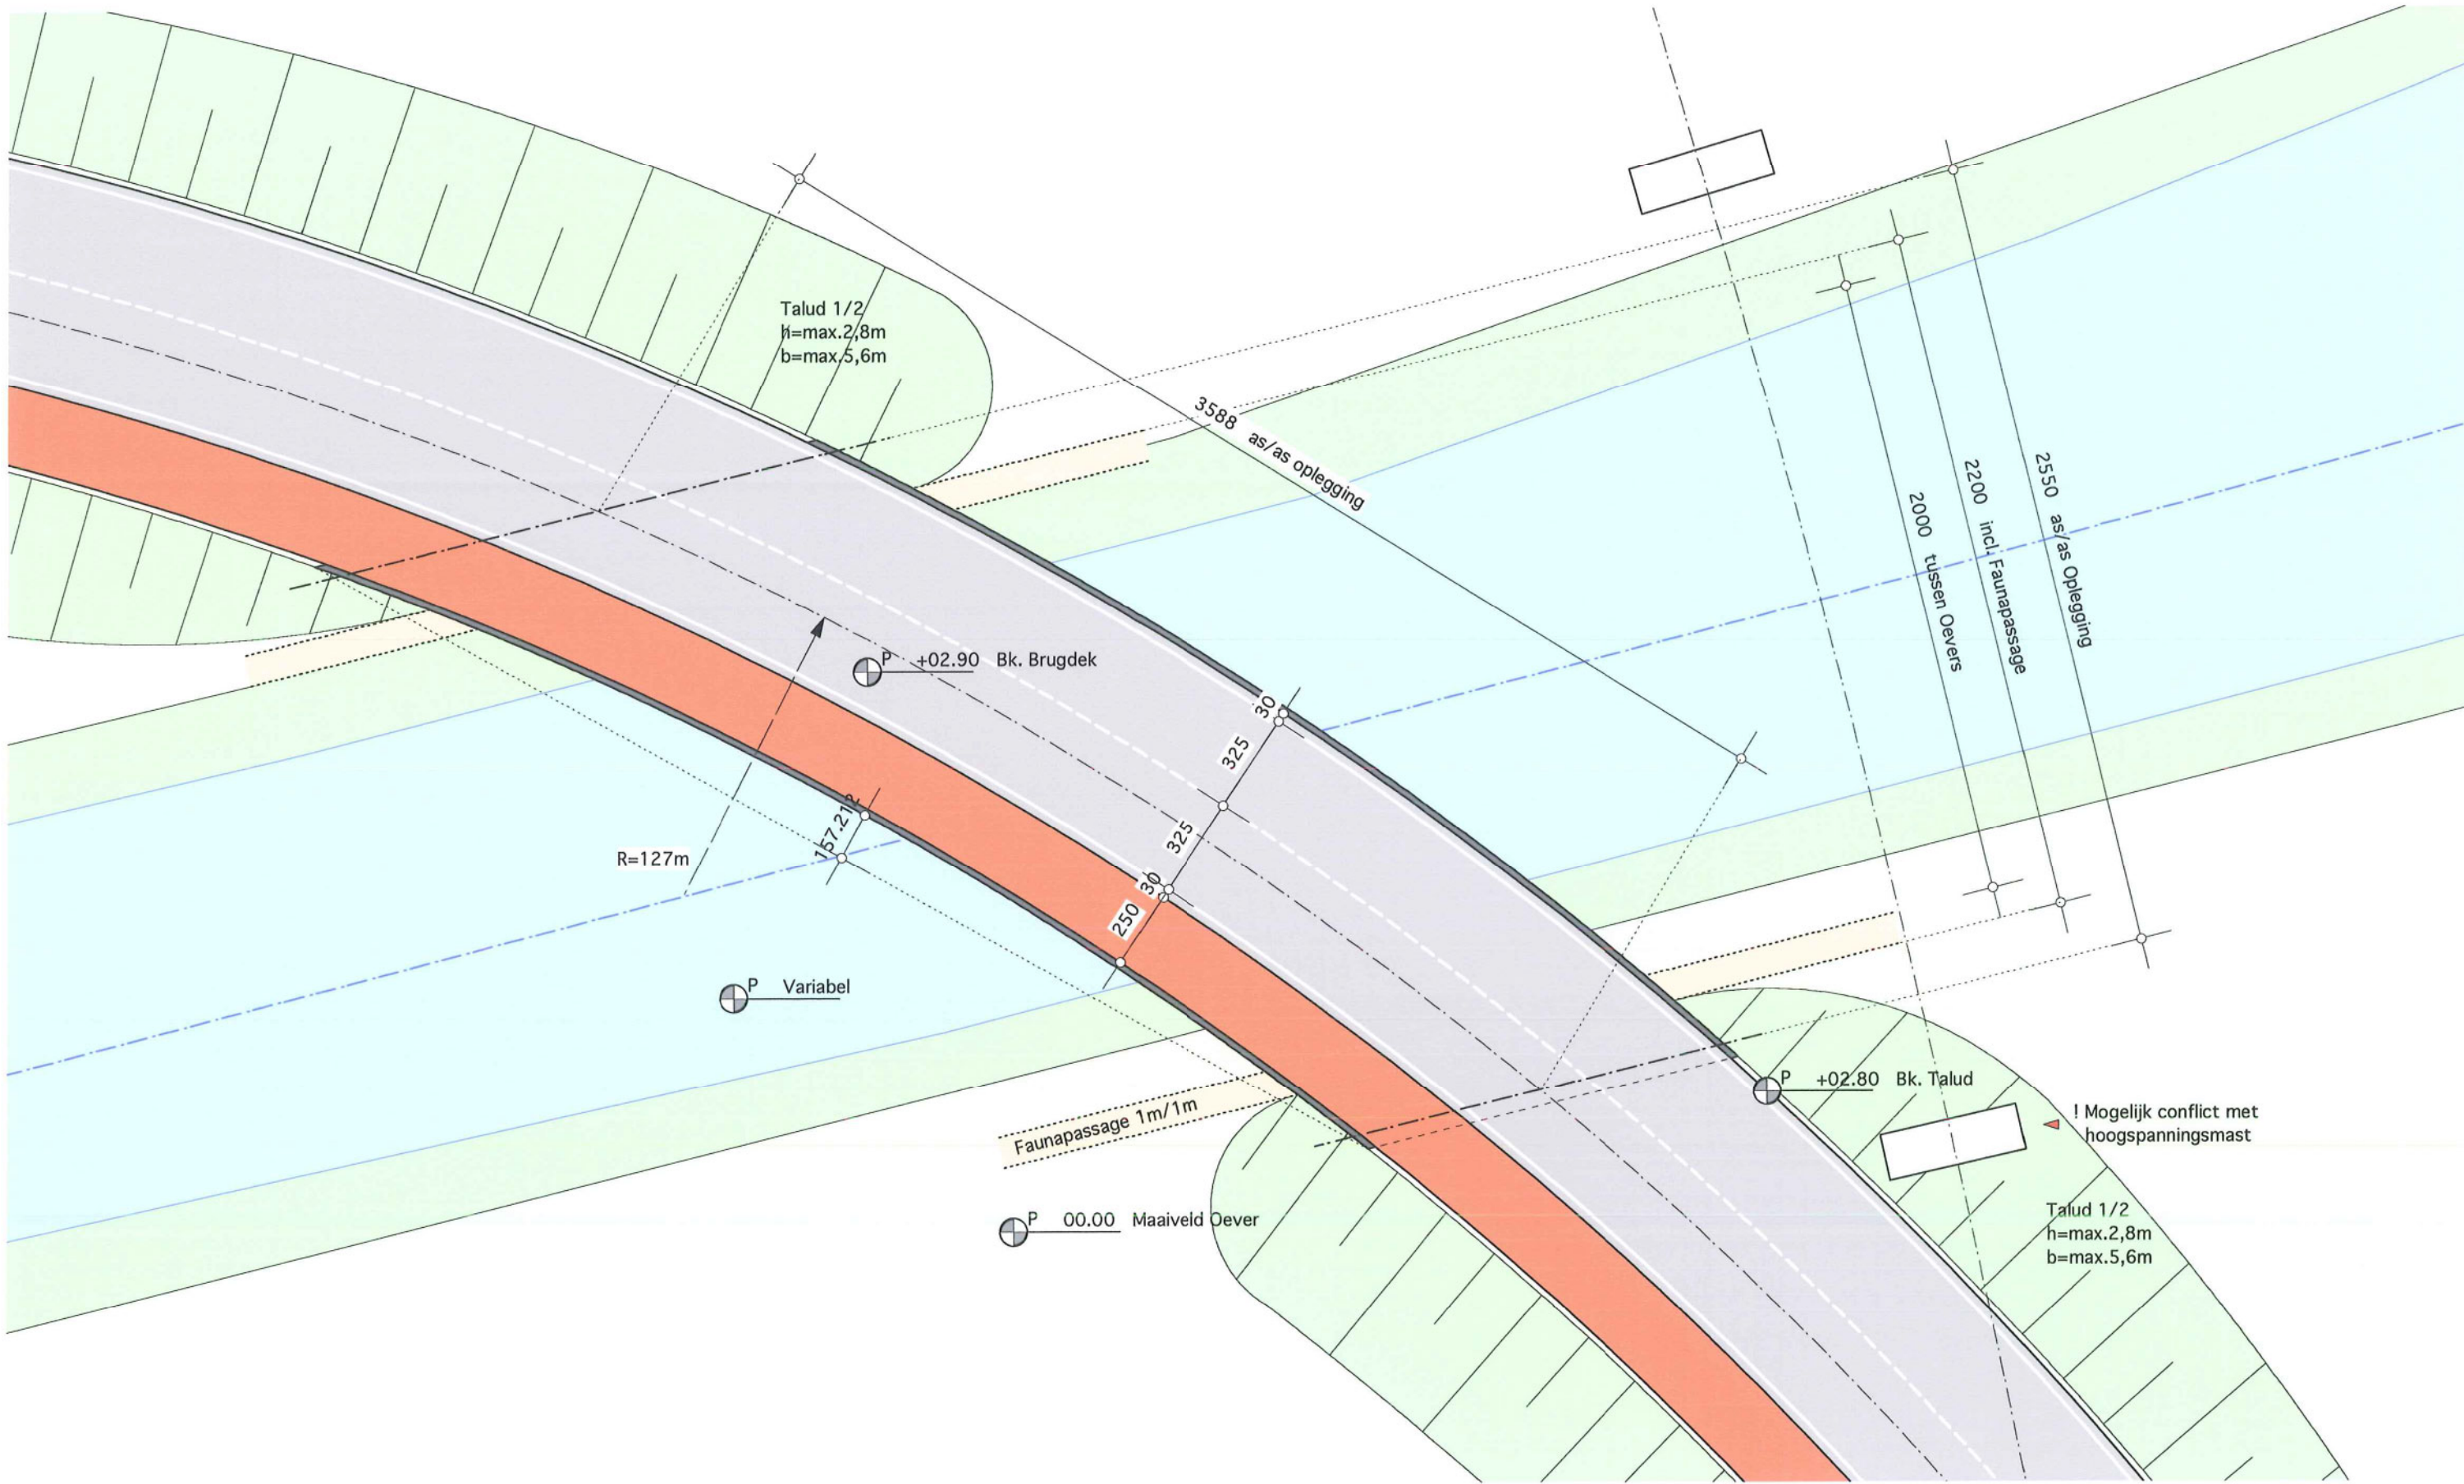 Talud 1/2
h=max.2,8m
b=max.5,6m
3588 as/as oplegging
2000 tussen Oevers
2200 incl. Faunapassage
2550 as/as Oplegging
P +02.90 Bk. Brugdek
30
325
325
30
250
157.212
R=127m
P Variabel
Faunapassage 1m/1m
P 00.00 Maaiveld Oever
P +02.80 Bk. Talud
! Mogelijk conflict met
hoogspanningsmast
Talud 1/2
h=max.2,8m
b=max.5,6m